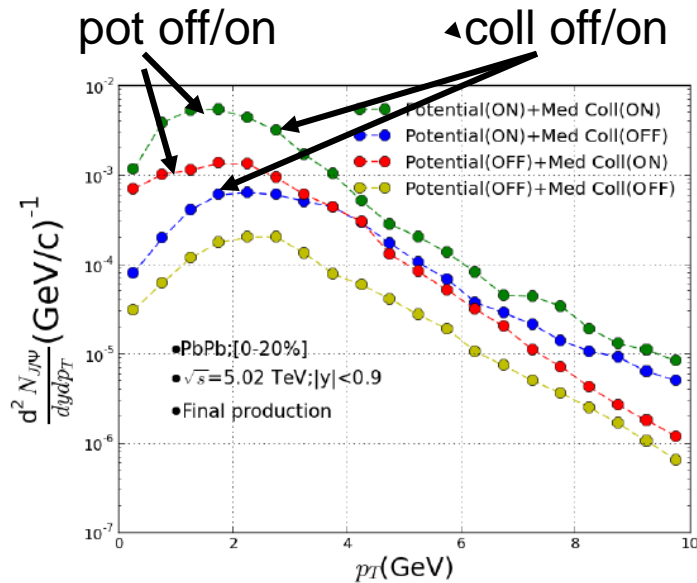 pot off/on
coll off/on
Potential(ON)+Med Coll(ON)
Potential(ON)+Med Coll(OFF)
Potential(OFF)+Med Coll(ON)
Potential(OFF)+Med Coll(OFF)
10^-2
10^-3
10^-4
10^-5
10^-6
10^-7
d² N_J/Ψ / dydp_T (GeV/c)^-1
•PbPb;[0-20%]
•√s=5.02 TeV;|y|<0.9
•Final production
0 2 4 6 8 10
p_T(GeV)